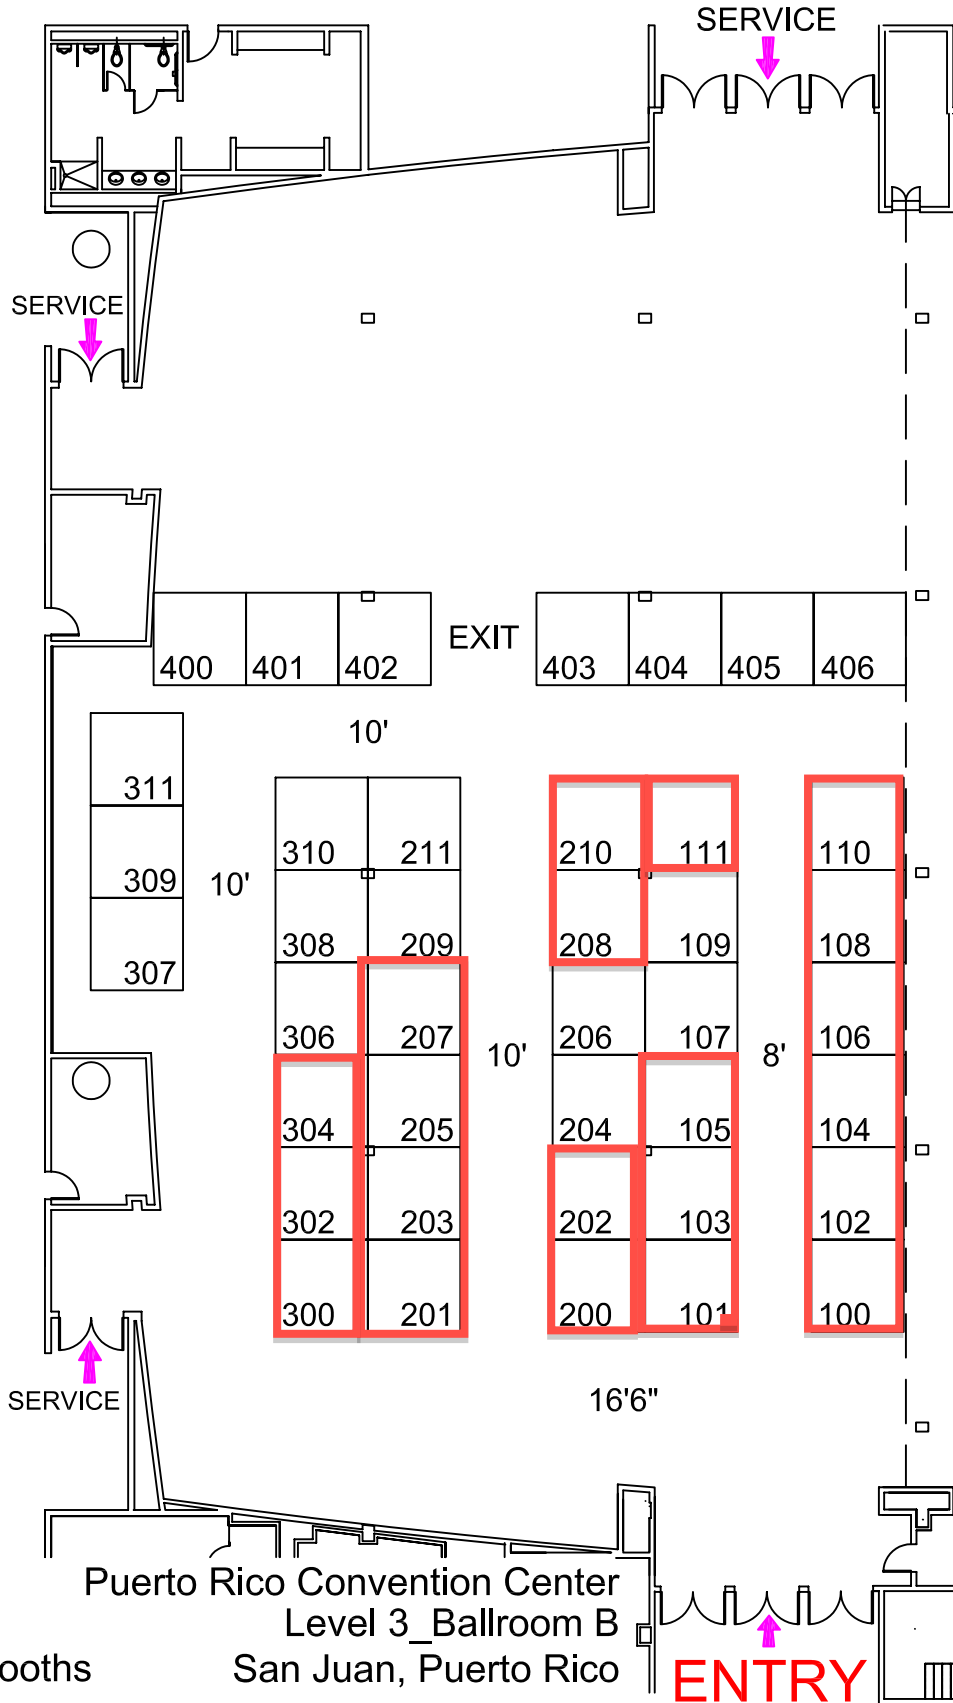 SERVICE
SERVICE
EXIT
400 401 402 403 404 405 406
10'
311
310 211 210 111 110
309 10'
308 209 208 109 108
307
306 207 10' 206 107 8' 106
304 205 204 105 104
302 203 202 103 102
300 201 200 101 100
SERVICE
16'6"
Puerto Rico Convention Center
Level 3_Ballroom B
ooths San Juan, Puerto Rico
ENTRY